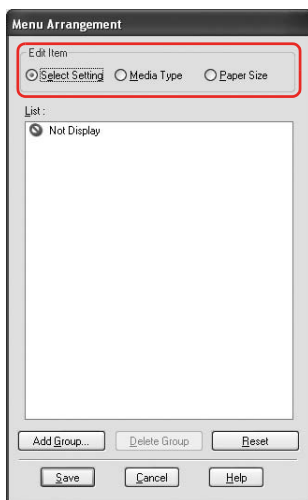 Menu Arrangement
Edit Item
Select Setting Media Type Paper Size
List :
Not Display
Add Group... Delete Group Reset
Save Cancel Help